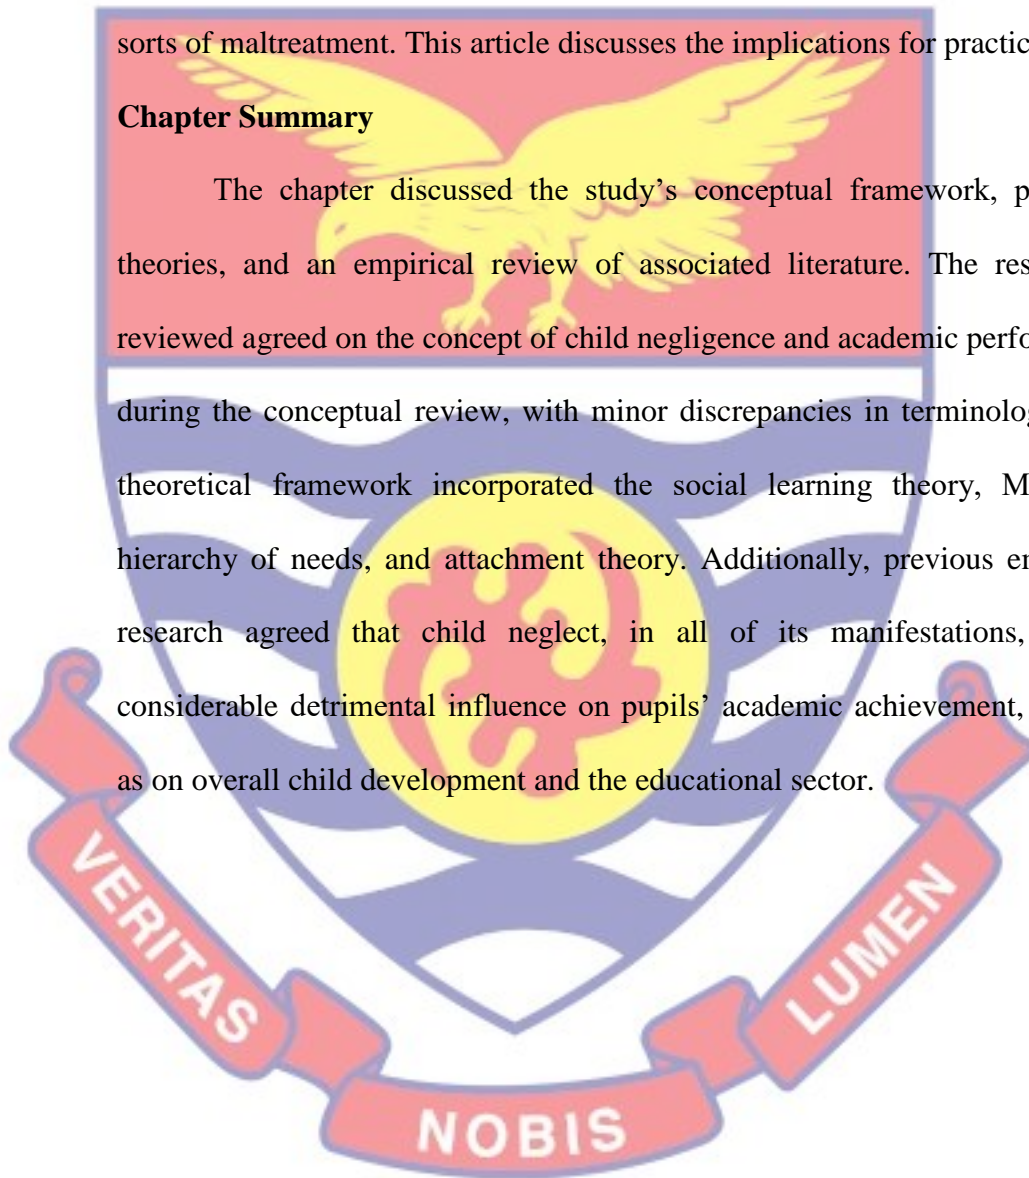 sorts of maltreatment. This article discusses the implications for practic
Chapter Summary
The chapter discussed the study’s conceptual framework, p
theories, and an empirical review of associated literature. The res
reviewed agreed on the concept of child negligence and academic perfo
during the conceptual review, with minor discrepancies in terminolog
theoretical framework incorporated the social learning theory, M
hierarchy of needs, and attachment theory. Additionally, previous en
research agreed that child neglect, in all of its manifestations,
considerable detrimental influence on pupils’ academic achievement,
as on overall child development and the educational sector.
VERITAS
NOBIS
LUMEN